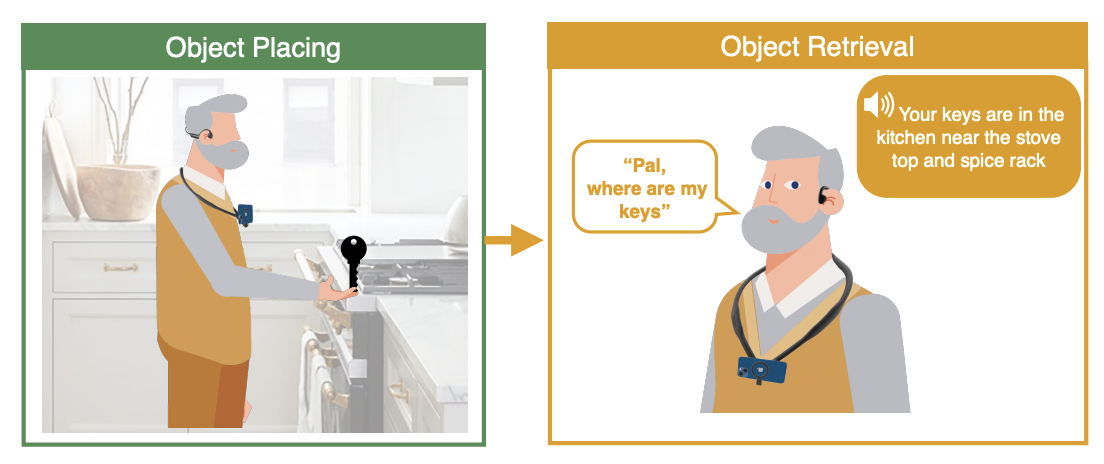 Object Placing
Object Retrieval
Your keys are in the
kitchen near the stove
top and spice rack
“Pal,
where are my
keys”